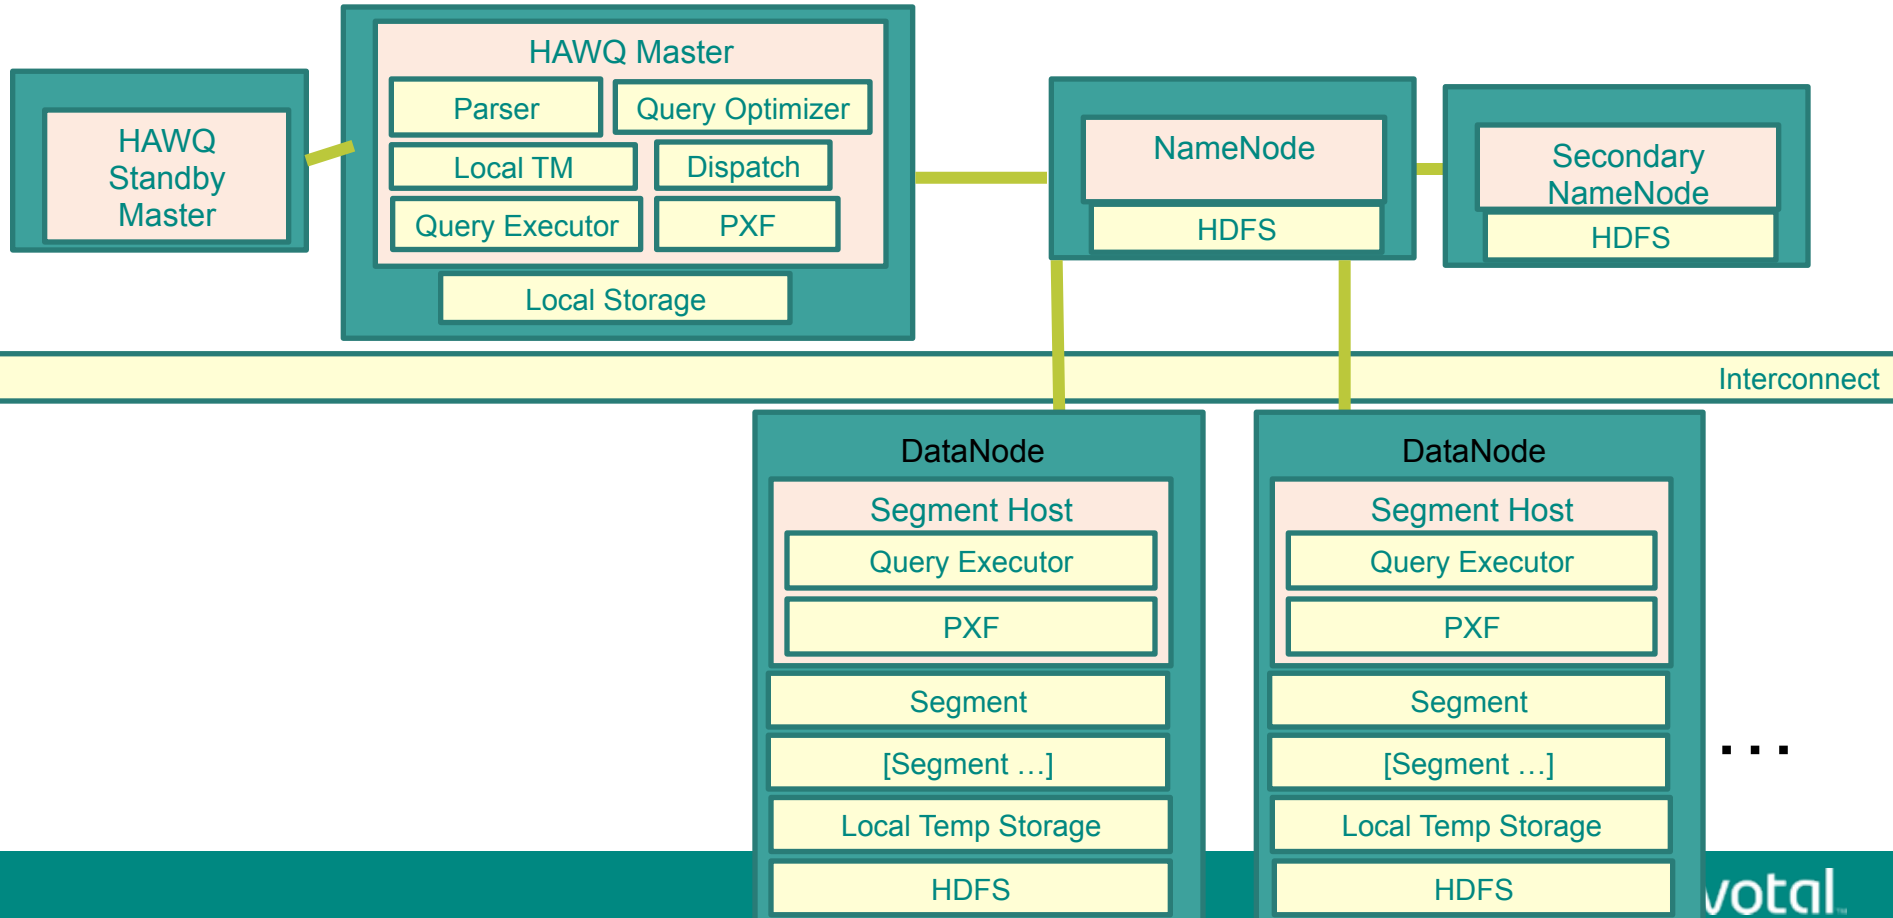 HAWQ
Standby
Master
HAWQ Master
Parser
Query Optimizer
Local TM
Dispatch
Query Executor
PXF
Local Storage
NameNode
HDFS
Secondary
NameNode
HDFS
Interconnect
DataNode
Segment Host
Query Executor
PXF
Segment
[Segment …]
Local Temp Storage
HDFS
DataNode
Segment Host
Query Executor
PXF
Segment
[Segment …]
Local Temp Storage
HDFS
...
votal